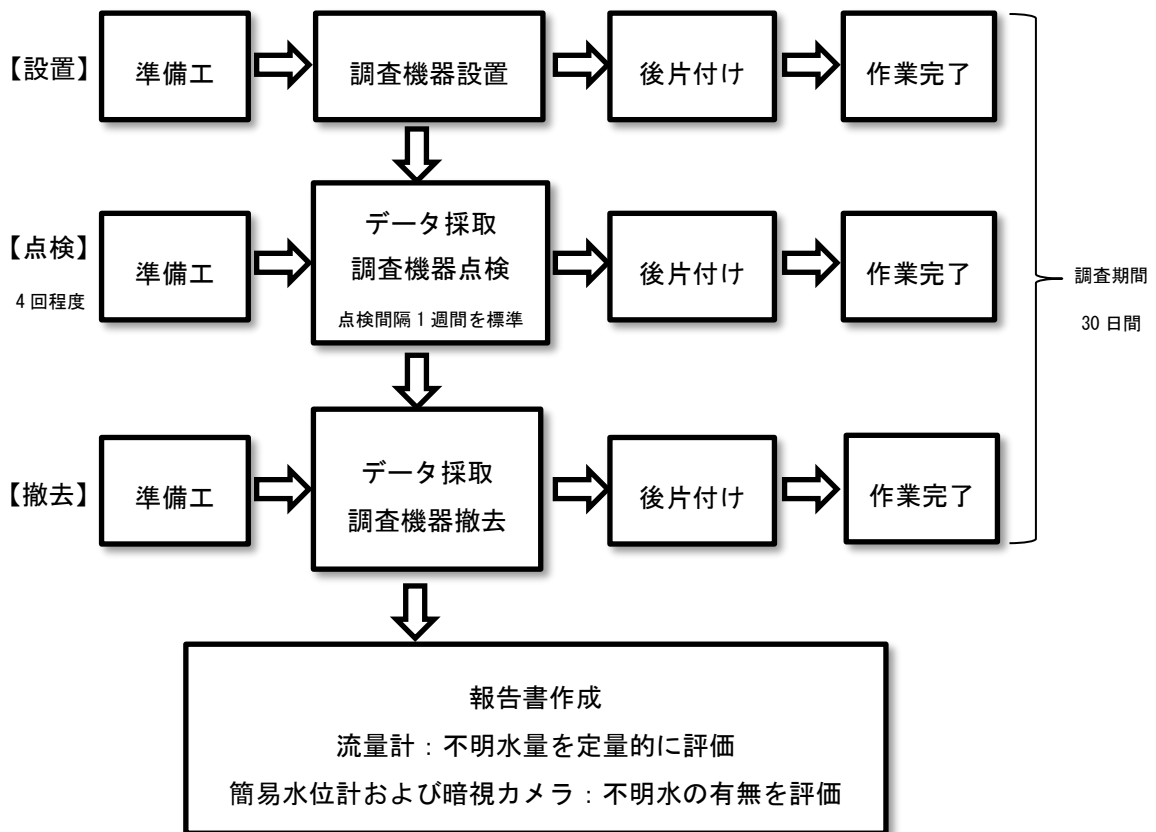 【設置】
準備工
調査機器設置
後片付け
作業完了
【点検】
4回程度
準備工
データ採取
調査機器点検
点検間隔1週間を標準
後片付け
作業完了
調査期間
30日間
【撤去】
準備工
データ採取
調査機器撤去
後片付け
作業完了
報告書作成
流量計：不明水量を定量的に評価
簡易水位計および暗視カメラ：不明水の有無を評価